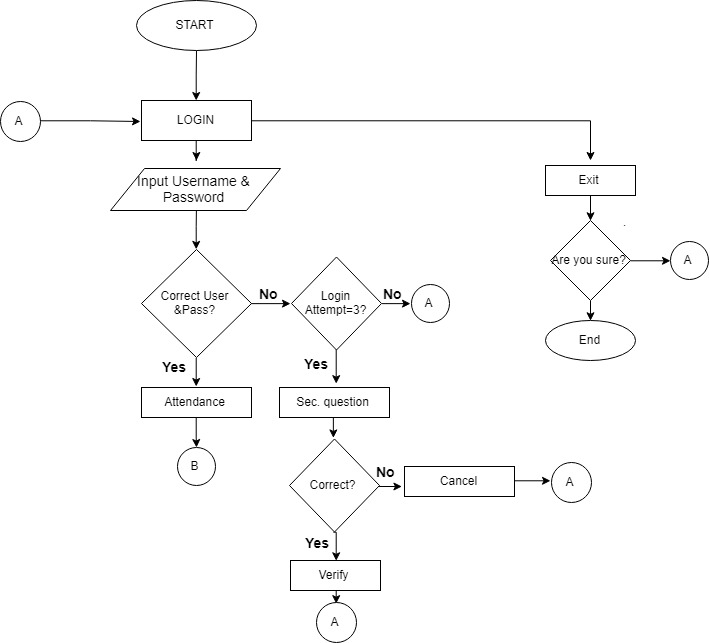 START
A
LOGIN
Input Username &
Password
Exit
Are you sure?
A
Correct User
&Pass?
No
Login
Attempt=3?
No
A
End
Yes
Yes
Attendance
Sec. question
B
Correct?
No
Cancel
A
Yes
Verify
A